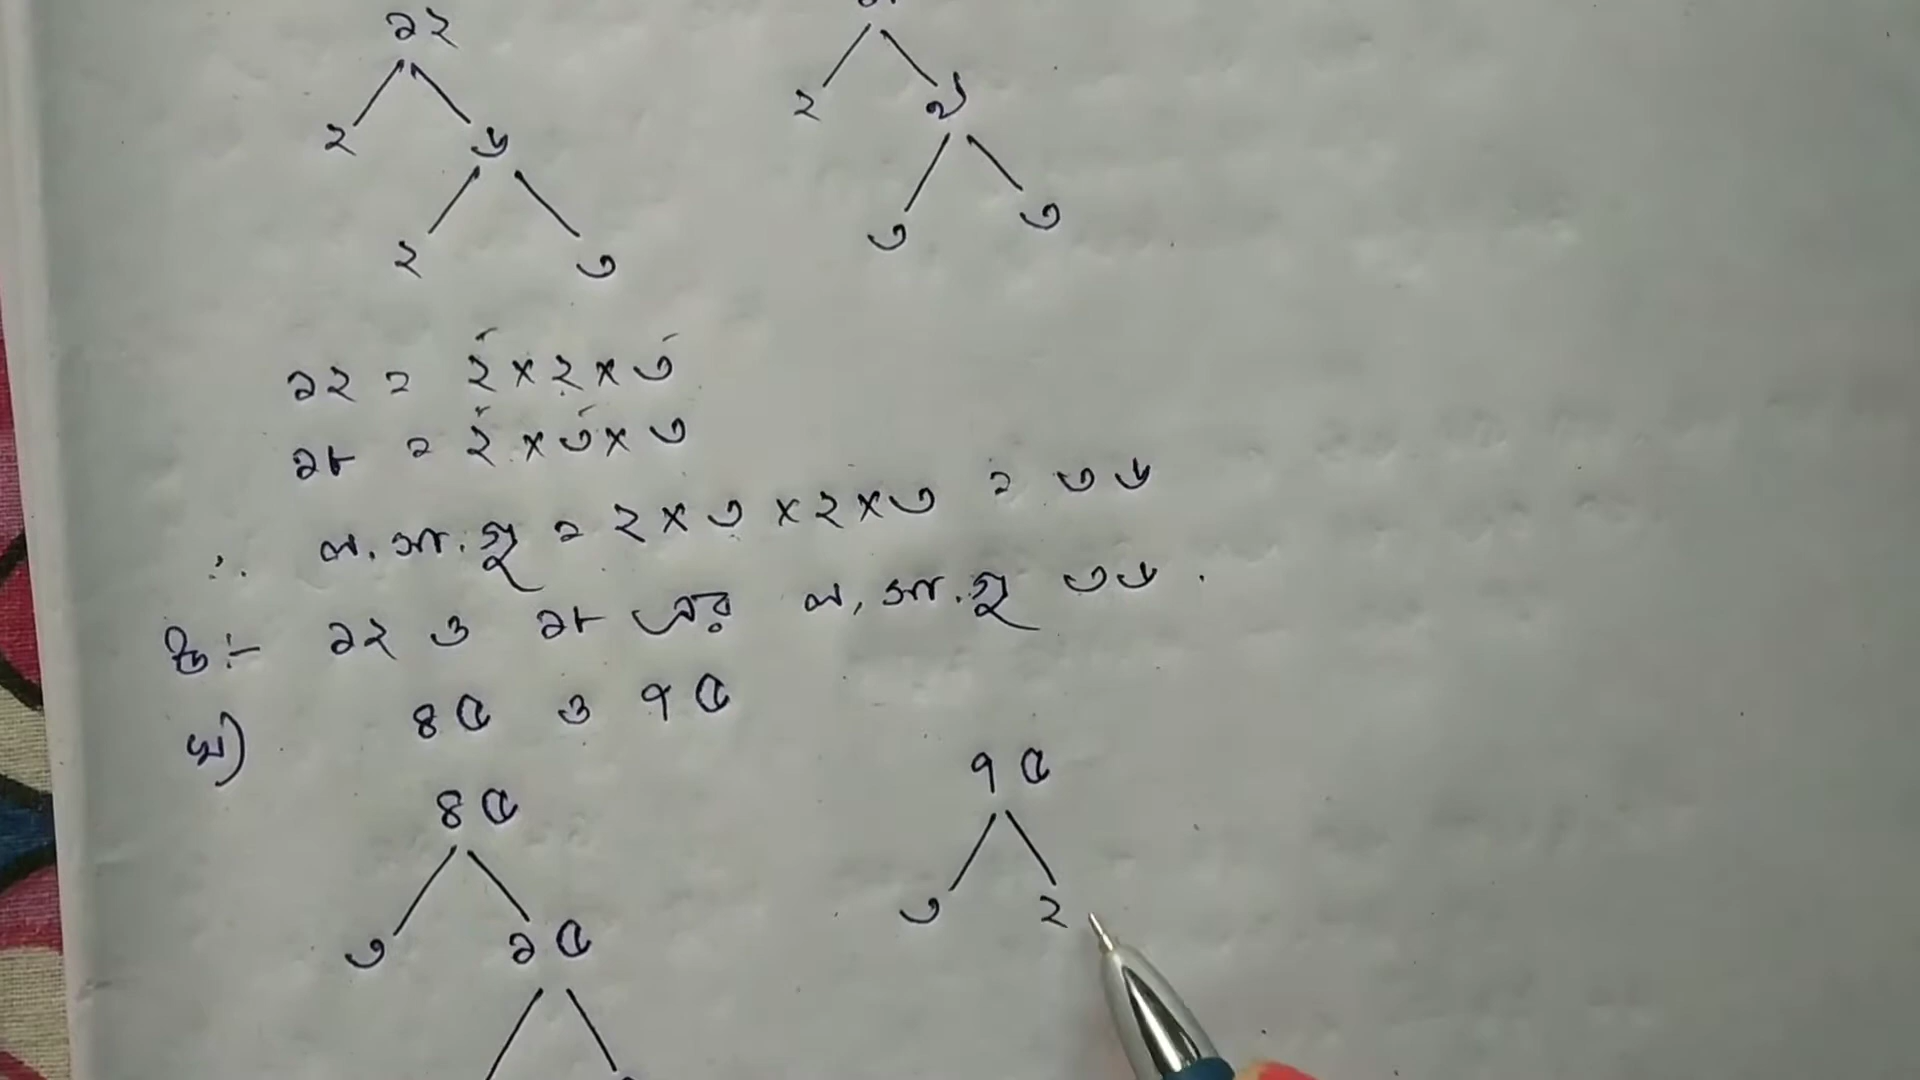 ১২
২ ৬
২ ৩
২ ৯
৩ ৩
১২ = ২ × ২ × ৩
১৮ = ২ × ৩ × ৩
∴ ল. সা. গু = ২ × ৩ × ২ × ৩ = ৩৬
উ:- ১২ ও ১৮ এর ল. সা. গু ৩৬.
খ) ৪৫ ও ৭৫
৪৫ ৭৫
৩ ১৫ ৩ ২